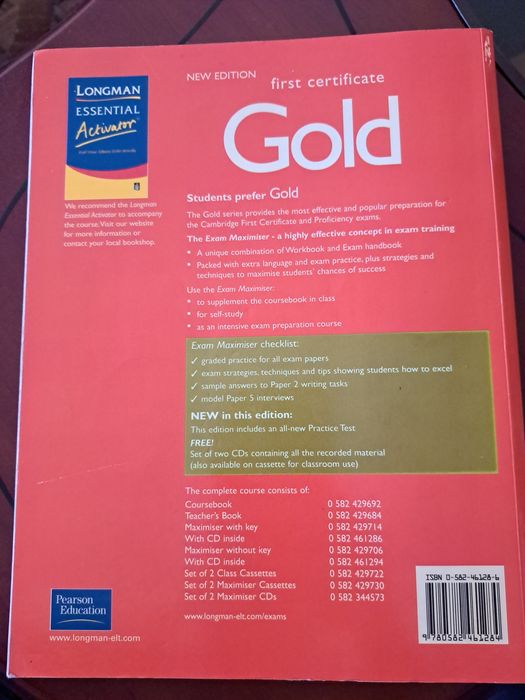 NEW EDITION
first certificate
Gold
LONGMAN
ESSENTIAL
Activator
We recommend the Longman
Essential Activator to accompany
the course. Visit our website
for more information or
contact your local bookshop.
Students prefer Gold
The Gold series provides the most effective and popular preparation for
the Cambridge First Certificate and Proficiency exams.
The Exam Maximiser - a highly effective concept in exam training
• A unique combination of Workbook and Exam handbook
• Packed with extra language and exam practice, plus strategies and
techniques to maximise students' chances of success
Use the Exam Maximiser:
• to supplement the coursebook in class
• for self-study
• as an intensive exam preparation course
Exam Maximiser checklist:
✓ graded practice for all exam papers
✓ exam strategies, techniques and tips showing students how to excel
✓ sample answers to Paper 2 writing tasks
✓ model Paper 5 interviews
NEW in this edition:
This edition includes an all-new Practice Test
FREE!
Set of two CDs containing all the recorded material
(also available on cassette for classroom use)
The complete course consists of:
Coursebook 0 582 429692
Teacher's Book 0 582 429684
Maximiser with key 0 582 429714
With CD inside 0 582 461286
Maximiser without key 0 582 429706
With CD inside 0 582 461294
Set of 2 Class Cassettes 0 582 429722
Set of 2 Maximiser Cassettes 0 582 429730
Set of 2 Maximiser CDs 0 582 344573
www.longman.com/exams
Pearson
Education
www.longman-elt.com
ISBN 0-582-46128-6
9 780582 461284